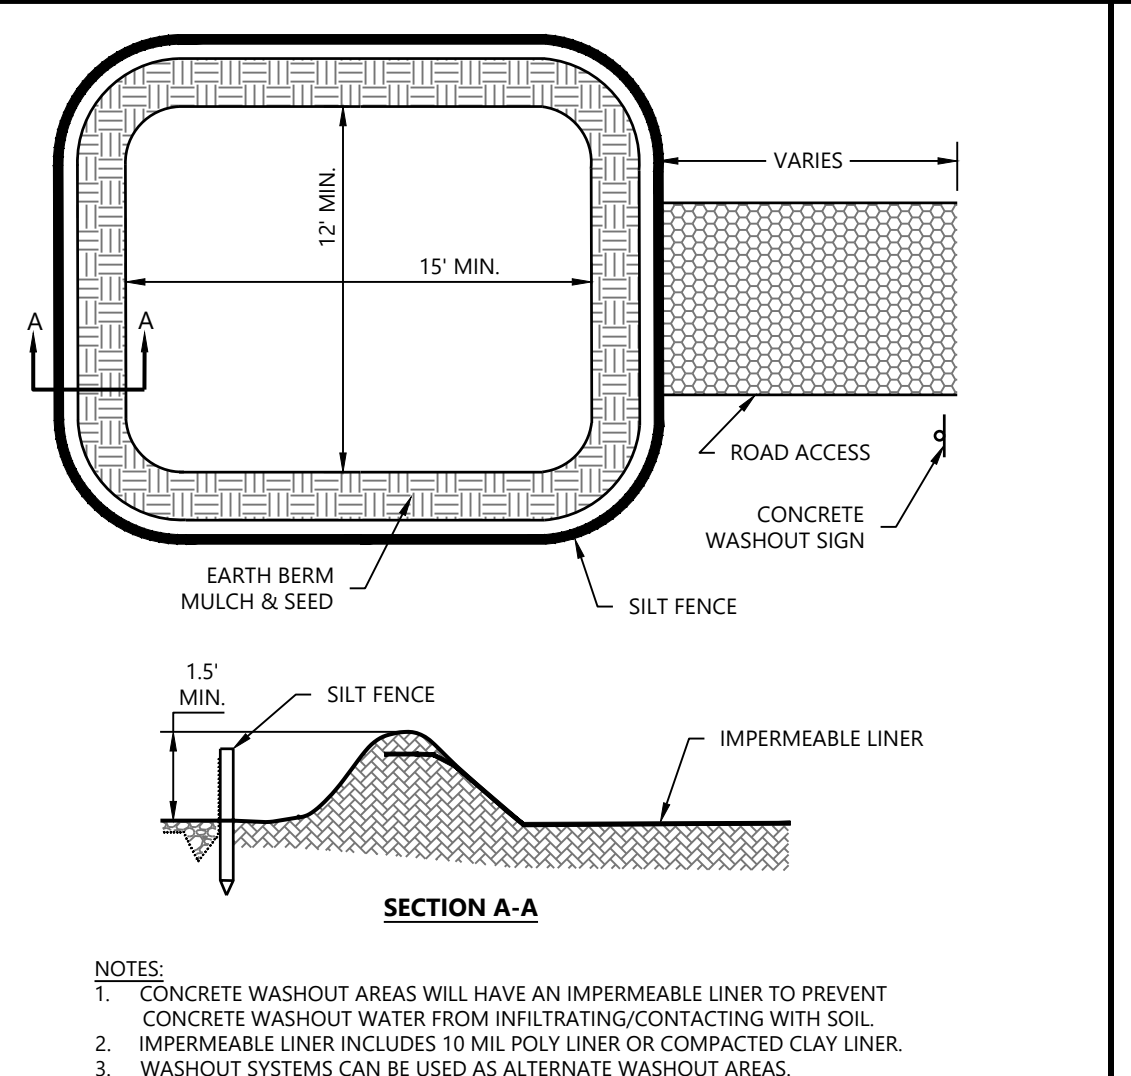 VARIES
12' MIN.
15' MIN.
A A
ROAD ACCESS
CONCRETE
WASHOUT SIGN
EARTH BERM
MULCH & SEED
SILT FENCE
1.5'
MIN.
SILT FENCE
IMPERMEABLE LINER
SECTION A-A
NOTES:
1. CONCRETE WASHOUT AREAS WILL HAVE AN IMPERMEABLE LINER TO PREVENT
CONCRETE WASHOUT WATER FROM INFILTRATING/CONTACTING WITH SOIL.
2. IMPERMEABLE LINER INCLUDES 10 MIL POLY LINER OR COMPACTED CLAY LINER.
3. WASHOUT SYSTEMS CAN BE USED AS ALTERNATE WASHOUT AREAS.